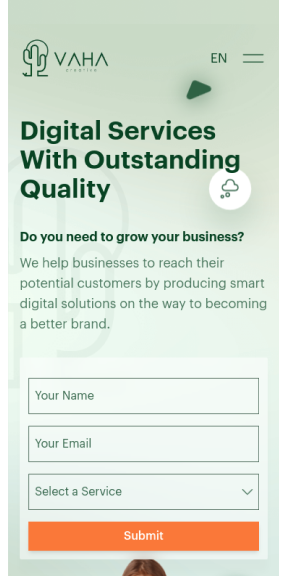 VAHA
creative
EN
Digital Services
With Outstanding
Quality
Do you need to grow your business?
We help businesses to reach their
potential customers by producing smart
digital solutions on the way to becoming
a better brand.
Your Name
Your Email
Select a Service
Submit